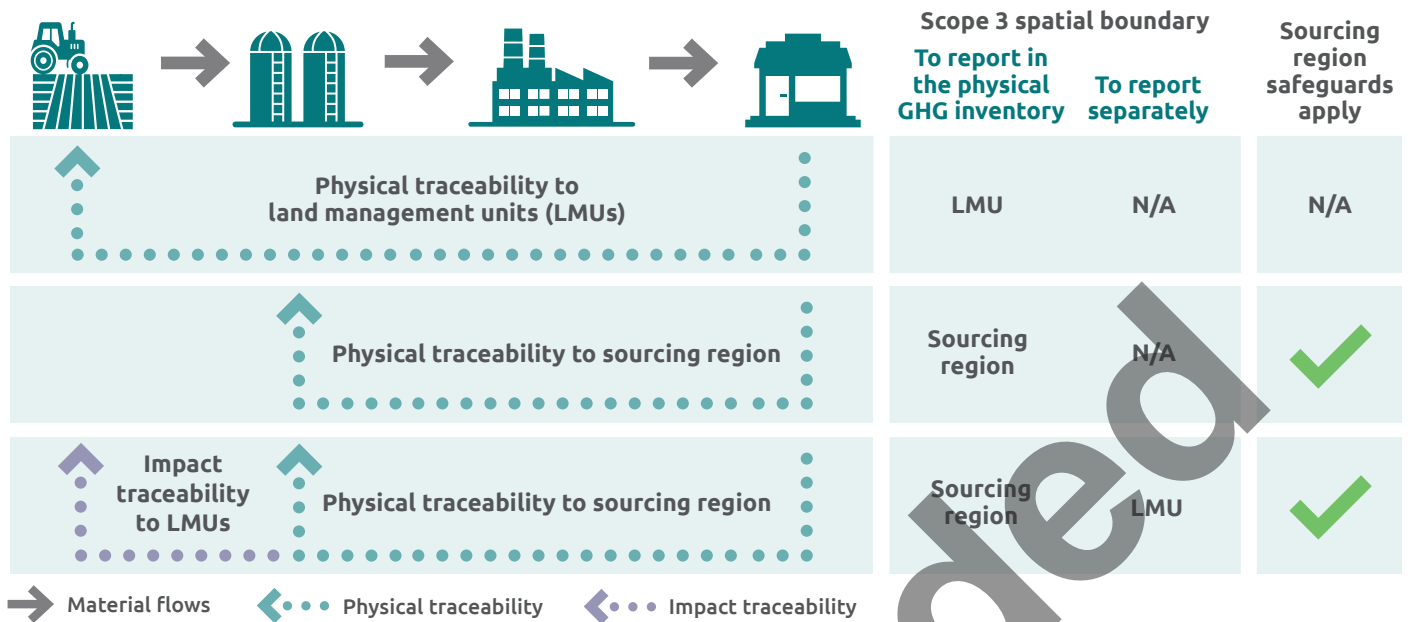 Scope 3 spatial boundary
To report in
the physical
GHG inventory
To report
separately
Sourcing
region
safeguards
apply
Physical traceability to
land management units (LMUs)
LMU
N/A
N/A
Physical traceability to sourcing region
Sourcing
region
N/A
Impact
traceability
to LMUs
Physical traceability to sourcing region
Sourcing
region
LMU
ded
Material flows
Physical traceability
Impact traceability